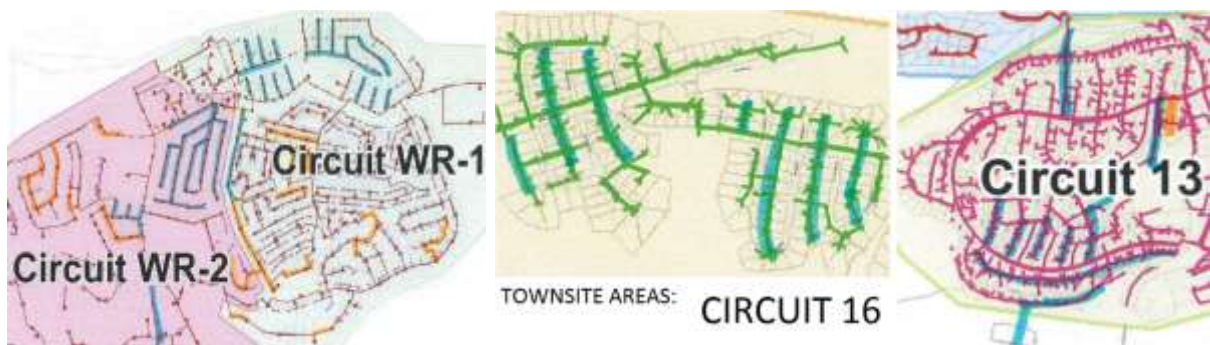 Circuit WR-1
Circuit WR-2
TOWNSITE AREAS: CIRCUIT 16
Circuit 13